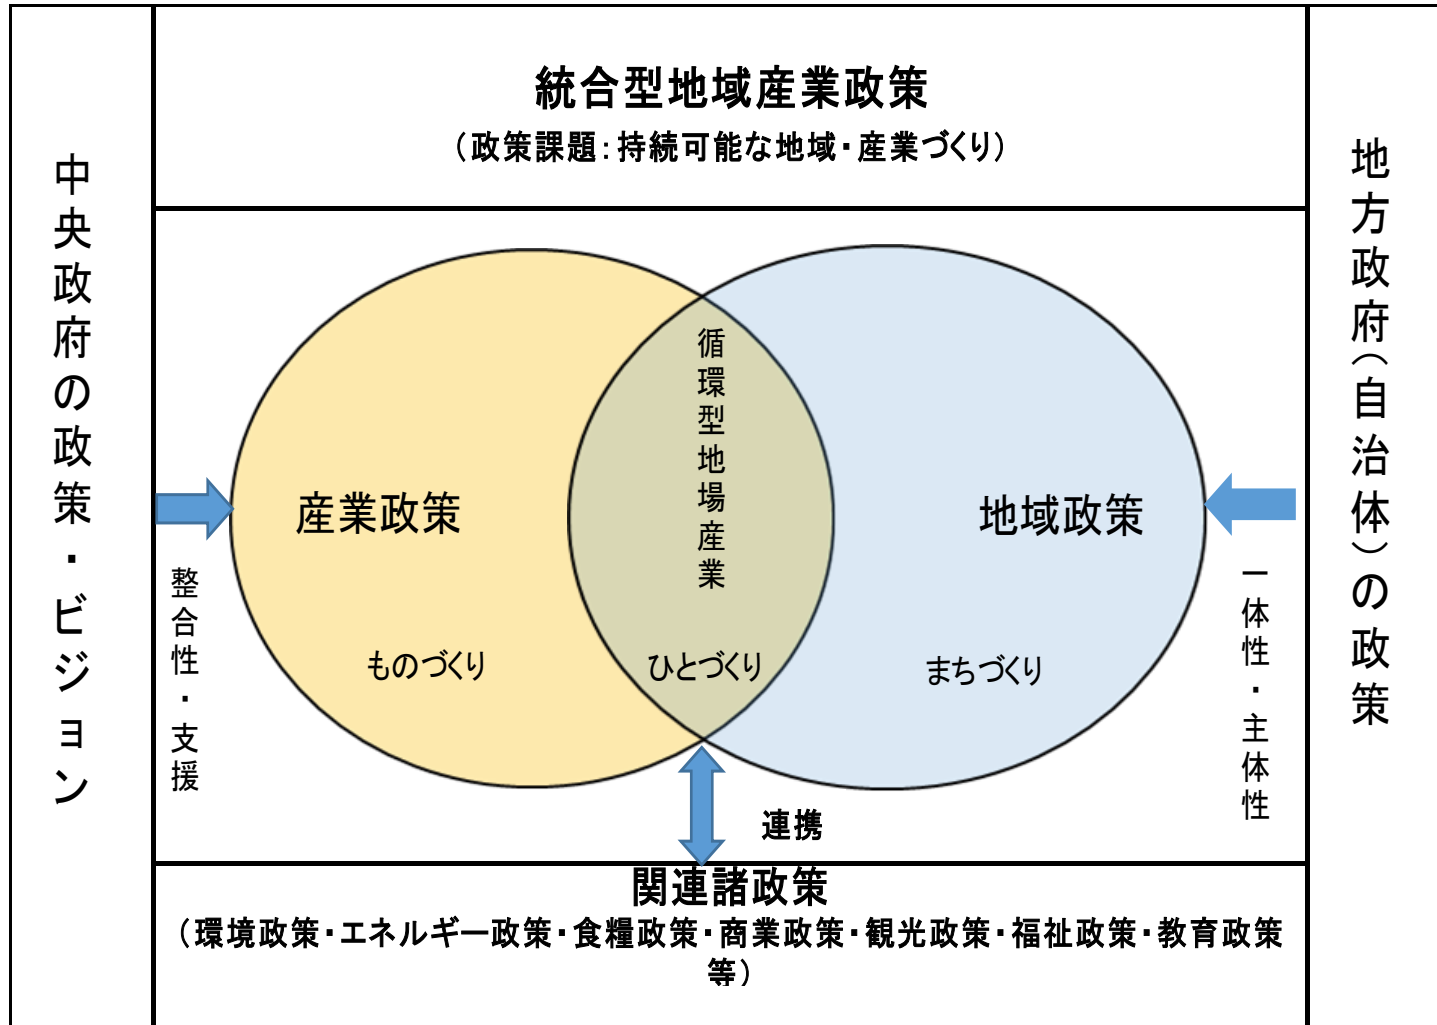 統合型地域産業政策
（政策課題：持続可能な地域・産業づくり）
中央政府の政策・ビジョン
地方政府（自治体）の政策
循環型地場産業
産業政策
地域政策
ものづくり
ひとづくり
まちづくり
整合性・支援
一体性・主体性
連携
関連諸政策
（環境政策・エネルギー政策・食糧政策・商業政策・観光政策・福祉政策・教育政策
等）